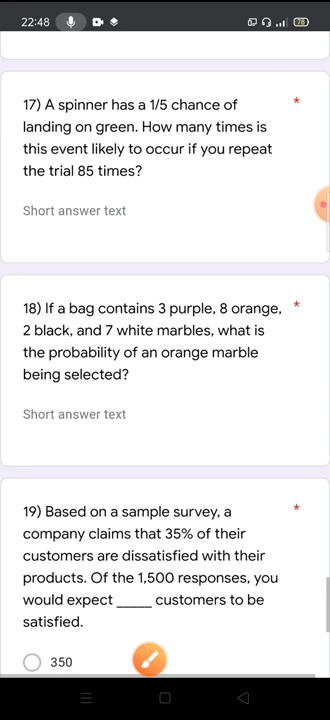 22:48
78
17) A spinner has a 1/5 chance of *
landing on green. How many times is
this event likely to occur if you repeat
the trial 85 times?
Short answer text
18) If a bag contains 3 purple, 8 orange, *
2 black, and 7 white marbles, what is
the probability of an orange marble
being selected?
Short answer text
19) Based on a sample survey, a *
company claims that 35% of their
customers are dissatisfied with their
products. Of the 1,500 responses, you
would expect _____ customers to be
satisfied.
350